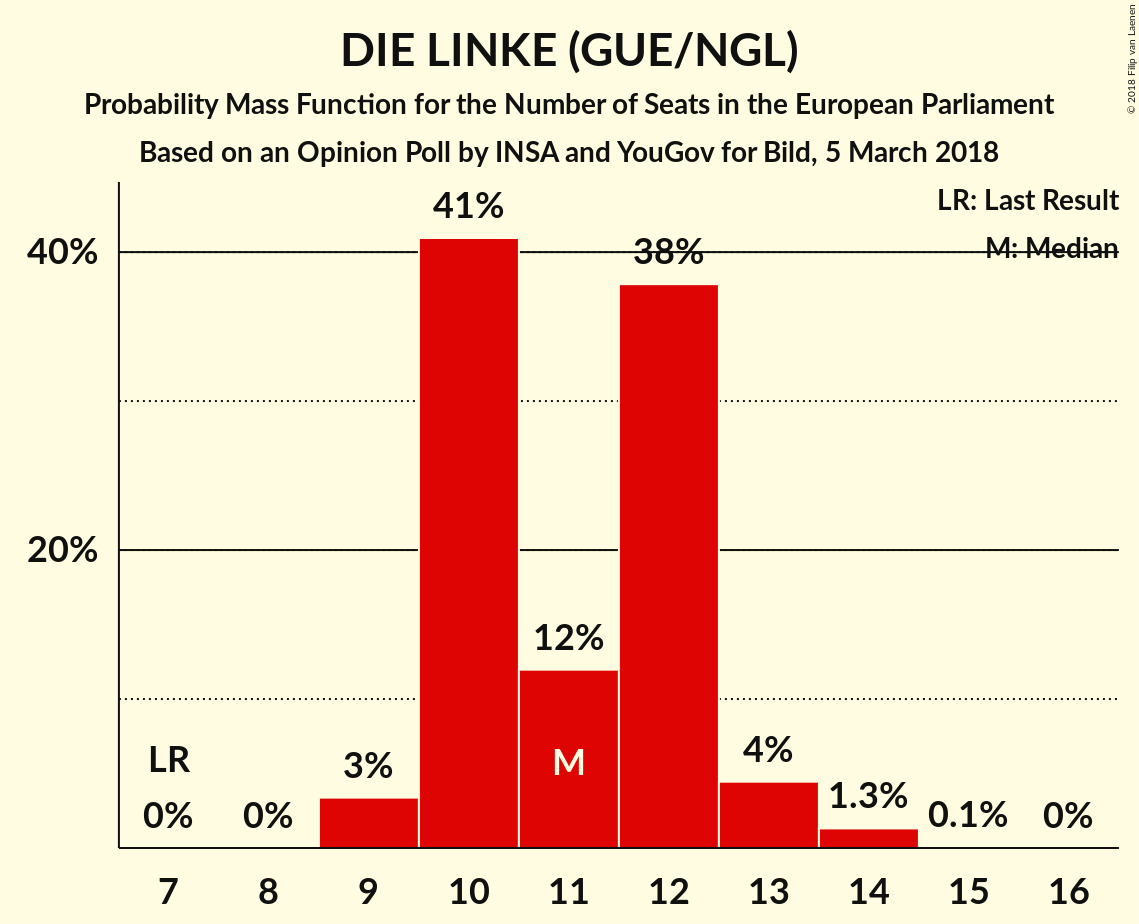 DIE LINKE (GUE/NGL)
Probability Mass Function for the Number of Seats in the European Parliament
Based on an Opinion Poll by INSA and YouGov for Bild, 5 March 2018
© 2018 Filip van Laenen
LR: Last Result
M: Median
40%
20%
41%
38%
12%
M
LR
0%
0%
3%
4%
1.3%
0.1%
0%
7 8 9 10 11 12 13 14 15 16